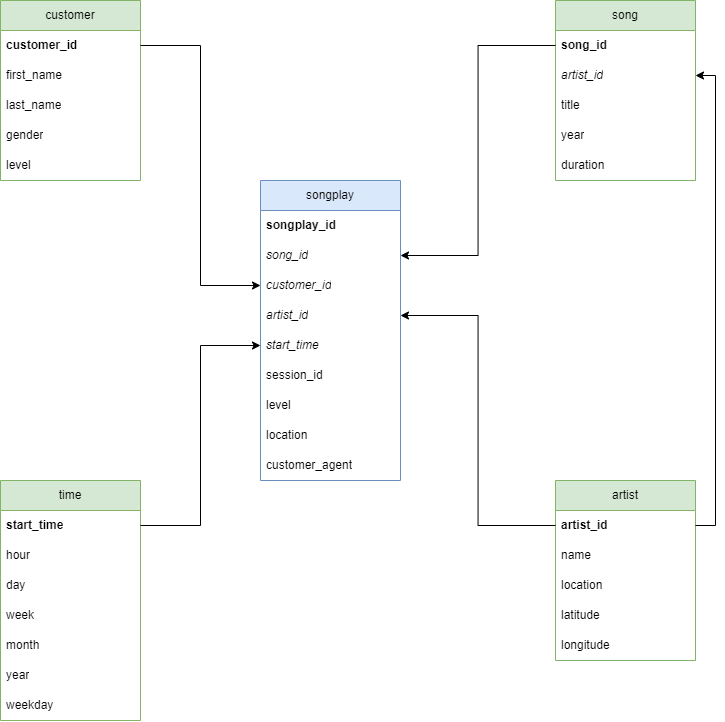 customer
customer_id
first_name
last_name
gender
level
song
song_id
artist_id
title
year
duration
songplay
songplay_id
song_id
customer_id
artist_id
start_time
session_id
level
location
customer_agent
time
start_time
hour
day
week
month
year
weekday
artist
artist_id
name
location
latitude
longitude